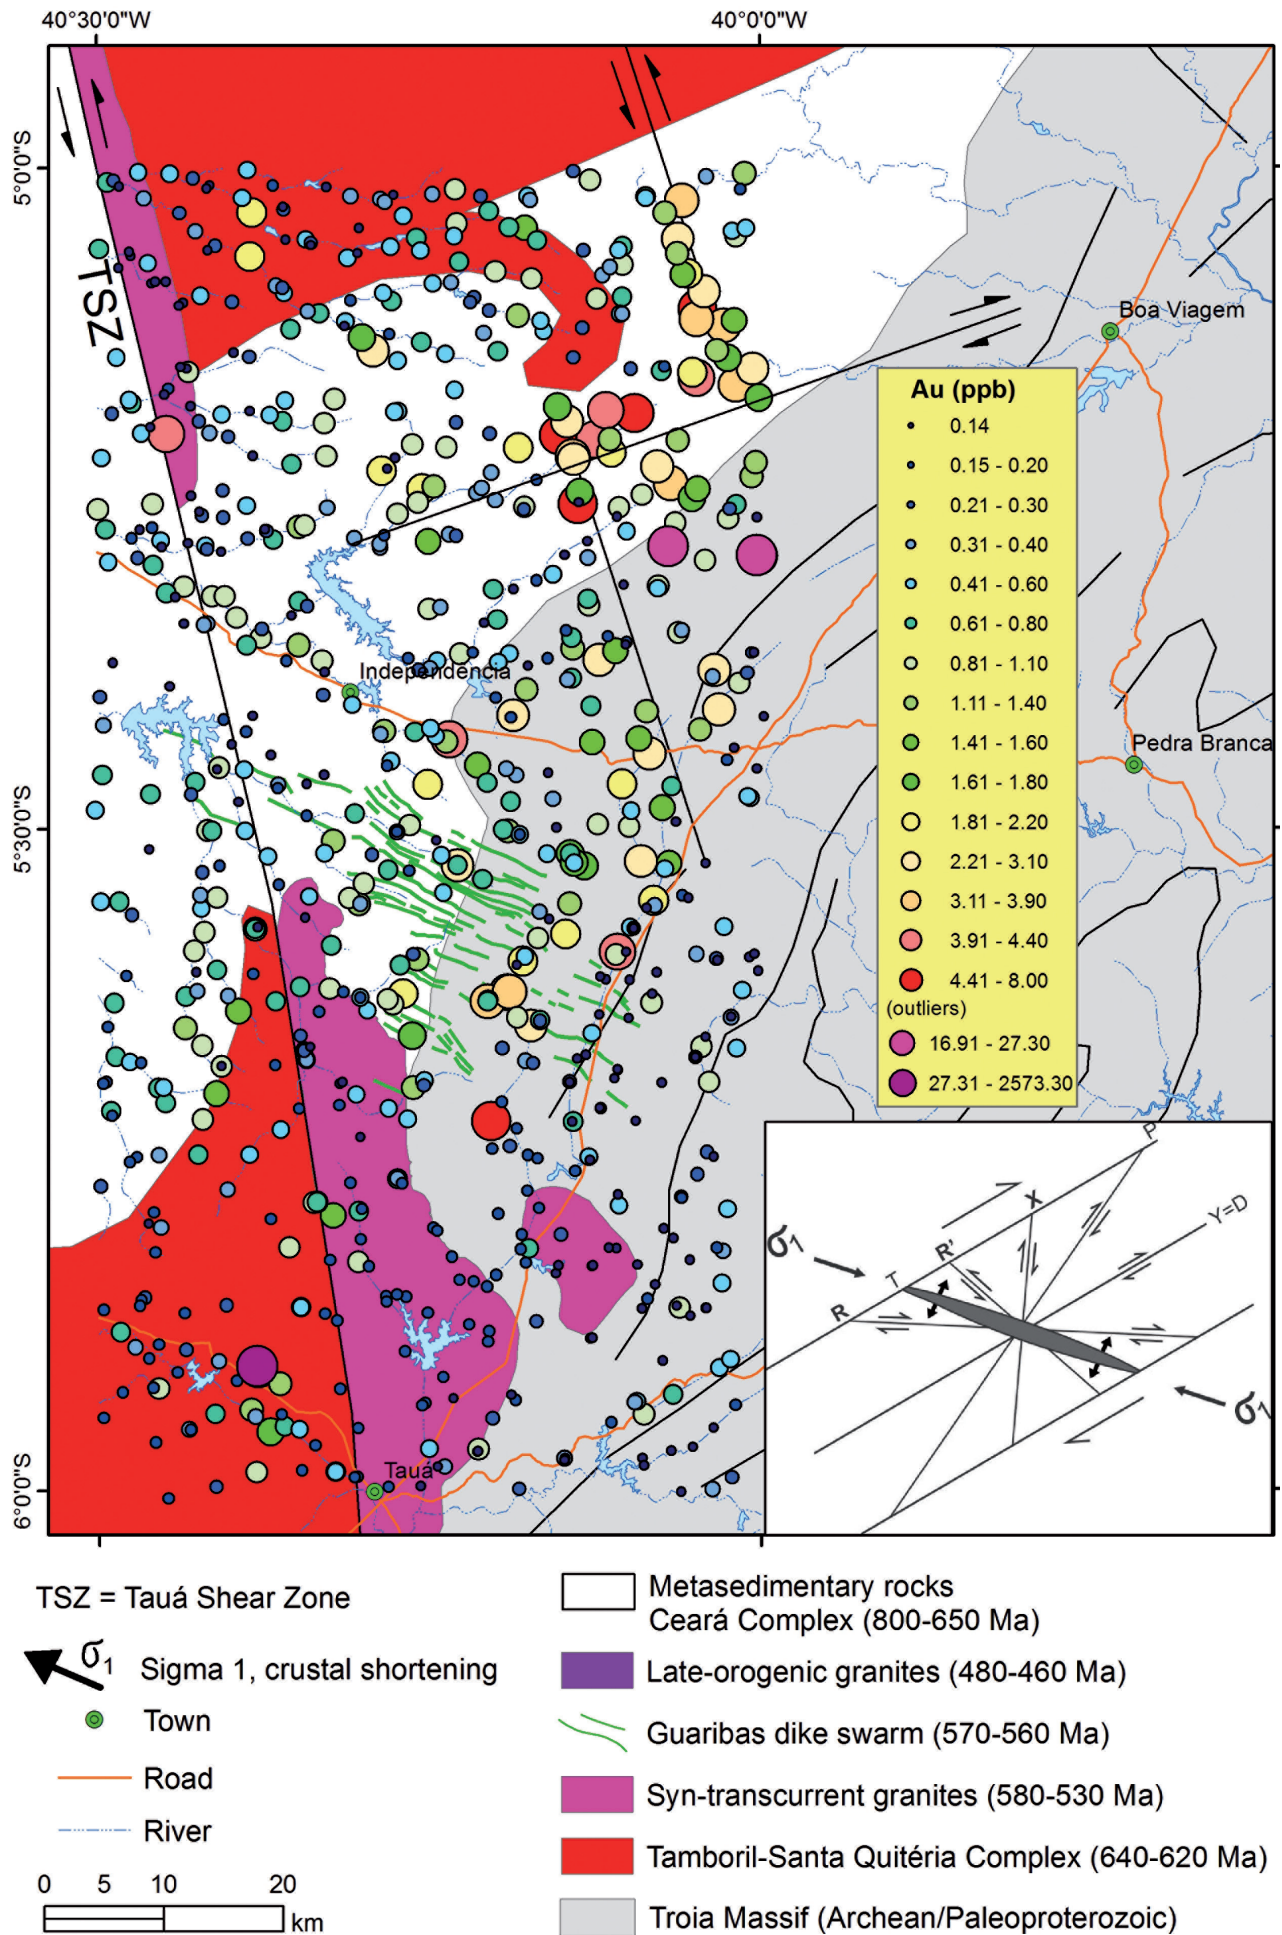 40°30'0"W
40°0'0"W
5°0'0"S
TSZ
Boa Viagem
Au (ppb)
0.14
0.15 - 0.20
0.21 - 0.30
0.31 - 0.40
0.41 - 0.60
0.61 - 0.80
0.81 - 1.10
1.11 - 1.40
1.41 - 1.60
1.61 - 1.80
1.81 - 2.20
2.21 - 3.10
3.11 - 3.90
3.91 - 4.40
4.41 - 8.00
(outliers)
16.91 - 27.30
27.31 - 2573.30
Independência
Pedra Branca
5°30'0"S
P
X
Y=D
R'
σ1
T
R
σ1
Tauá
6°0'0"S
TSZ = Tauá Shear Zone
σ1 Sigma 1, crustal shortening
Town
Road
River
0 5 10 20
km
Metasedimentary rocks
Ceará Complex (800-650 Ma)
Late-orogenic granites (480-460 Ma)
Guaribas dike swarm (570-560 Ma)
Syn-transcurrent granites (580-530 Ma)
Tamboril-Santa Quitéria Complex (640-620 Ma)
Troia Massif (Archean/Paleoproterozoic)